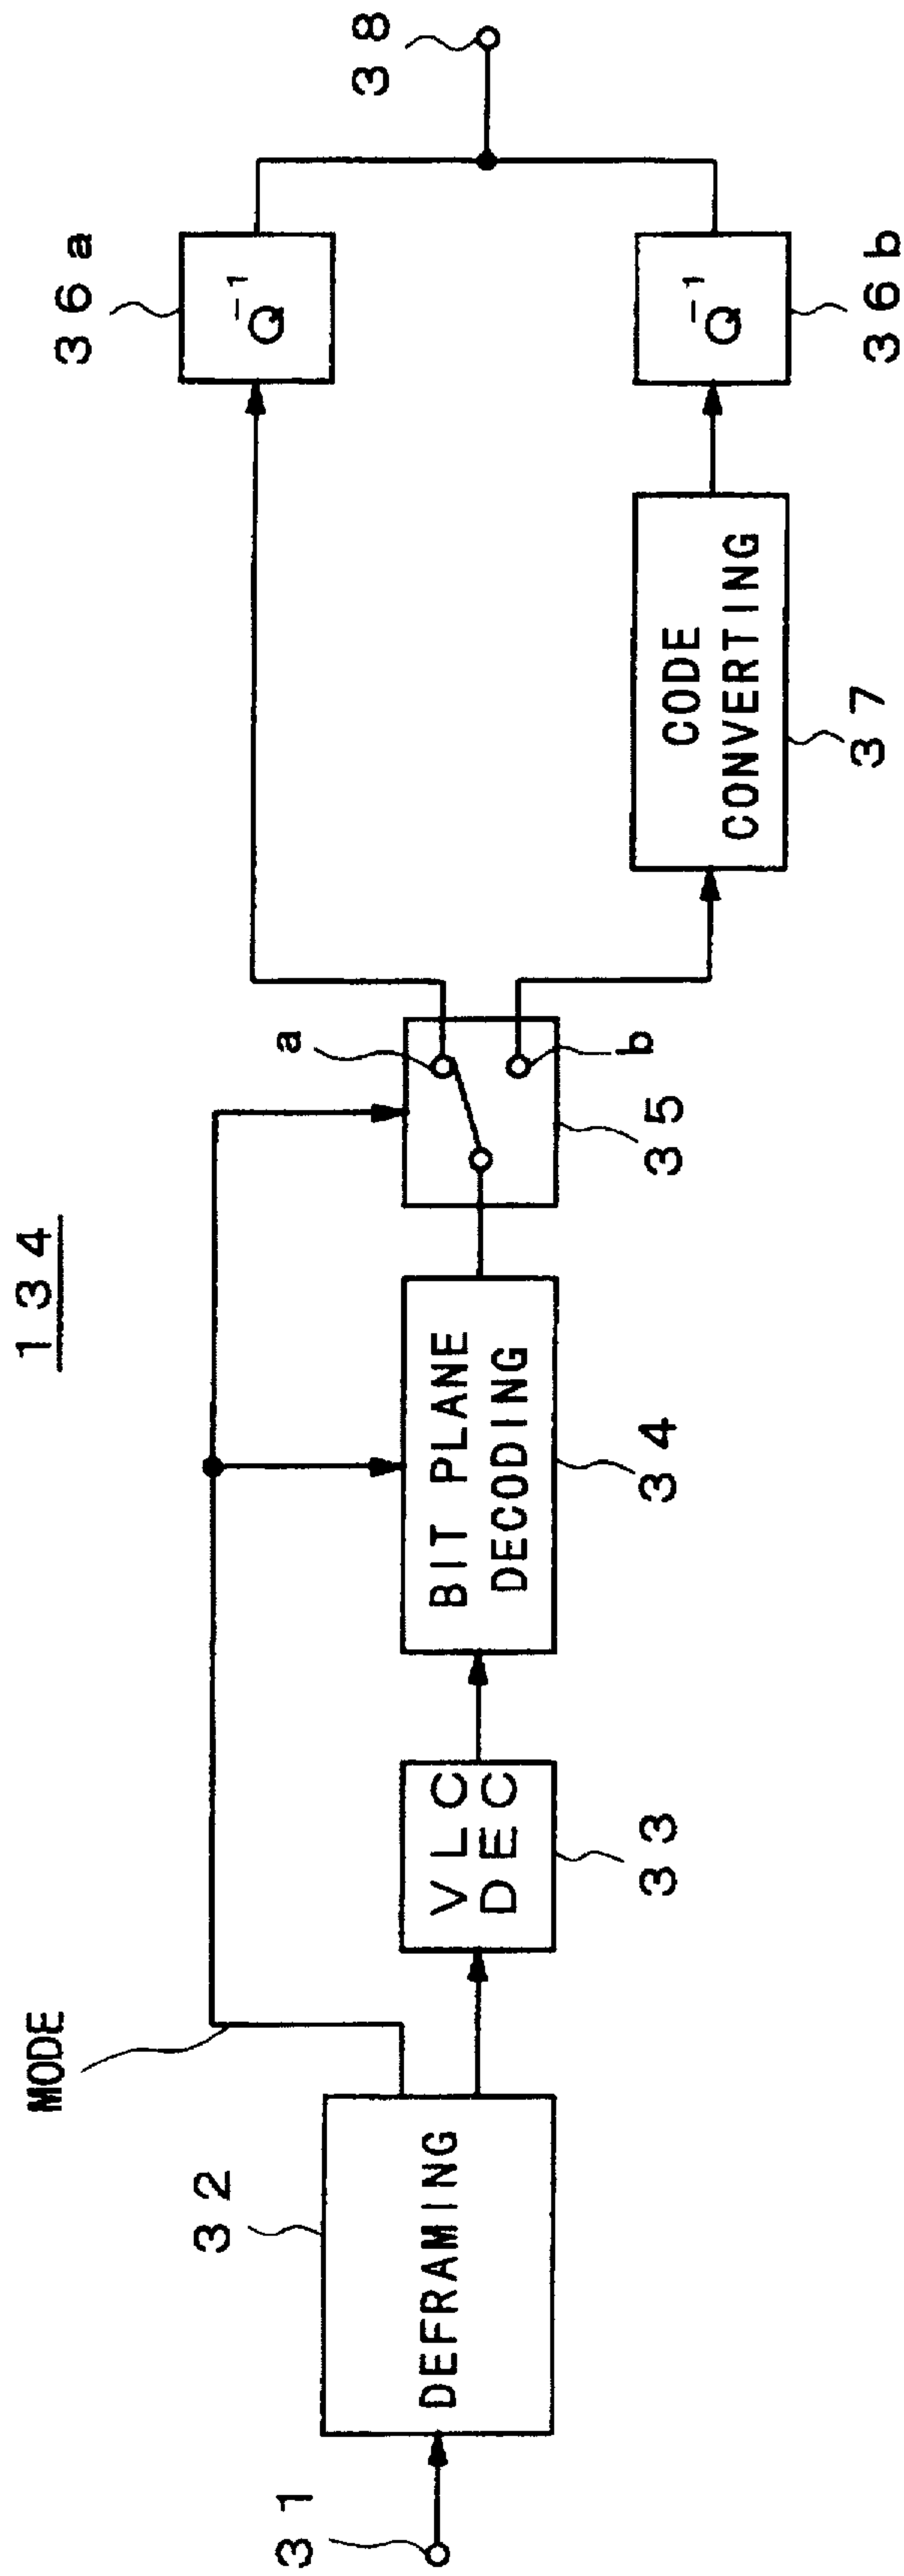 134
MODE
31
32
DEFRAMING
VLC
DEC
33
BIT PLANE
DECODING
34
a
b
35
CODE
CONVERTING
37
36a
Q⁻¹
Q⁻¹
36b
38